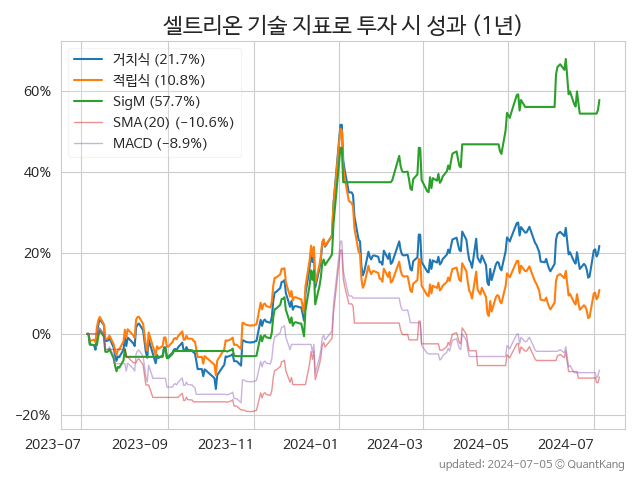 셀트리온 기술 지표로 투자 시 성과 (1년)
거치식 (21.7%)
적립식 (10.8%)
SigM (57.7%)
SMA(20) (−10.6%)
MACD (−8.9%)
60%
40%
20%
0%
−20%
2023−07 2023−09 2023−11 2024−01 2024−03 2024−05 2024−07
updated: 2024-07-05 © QuantKang